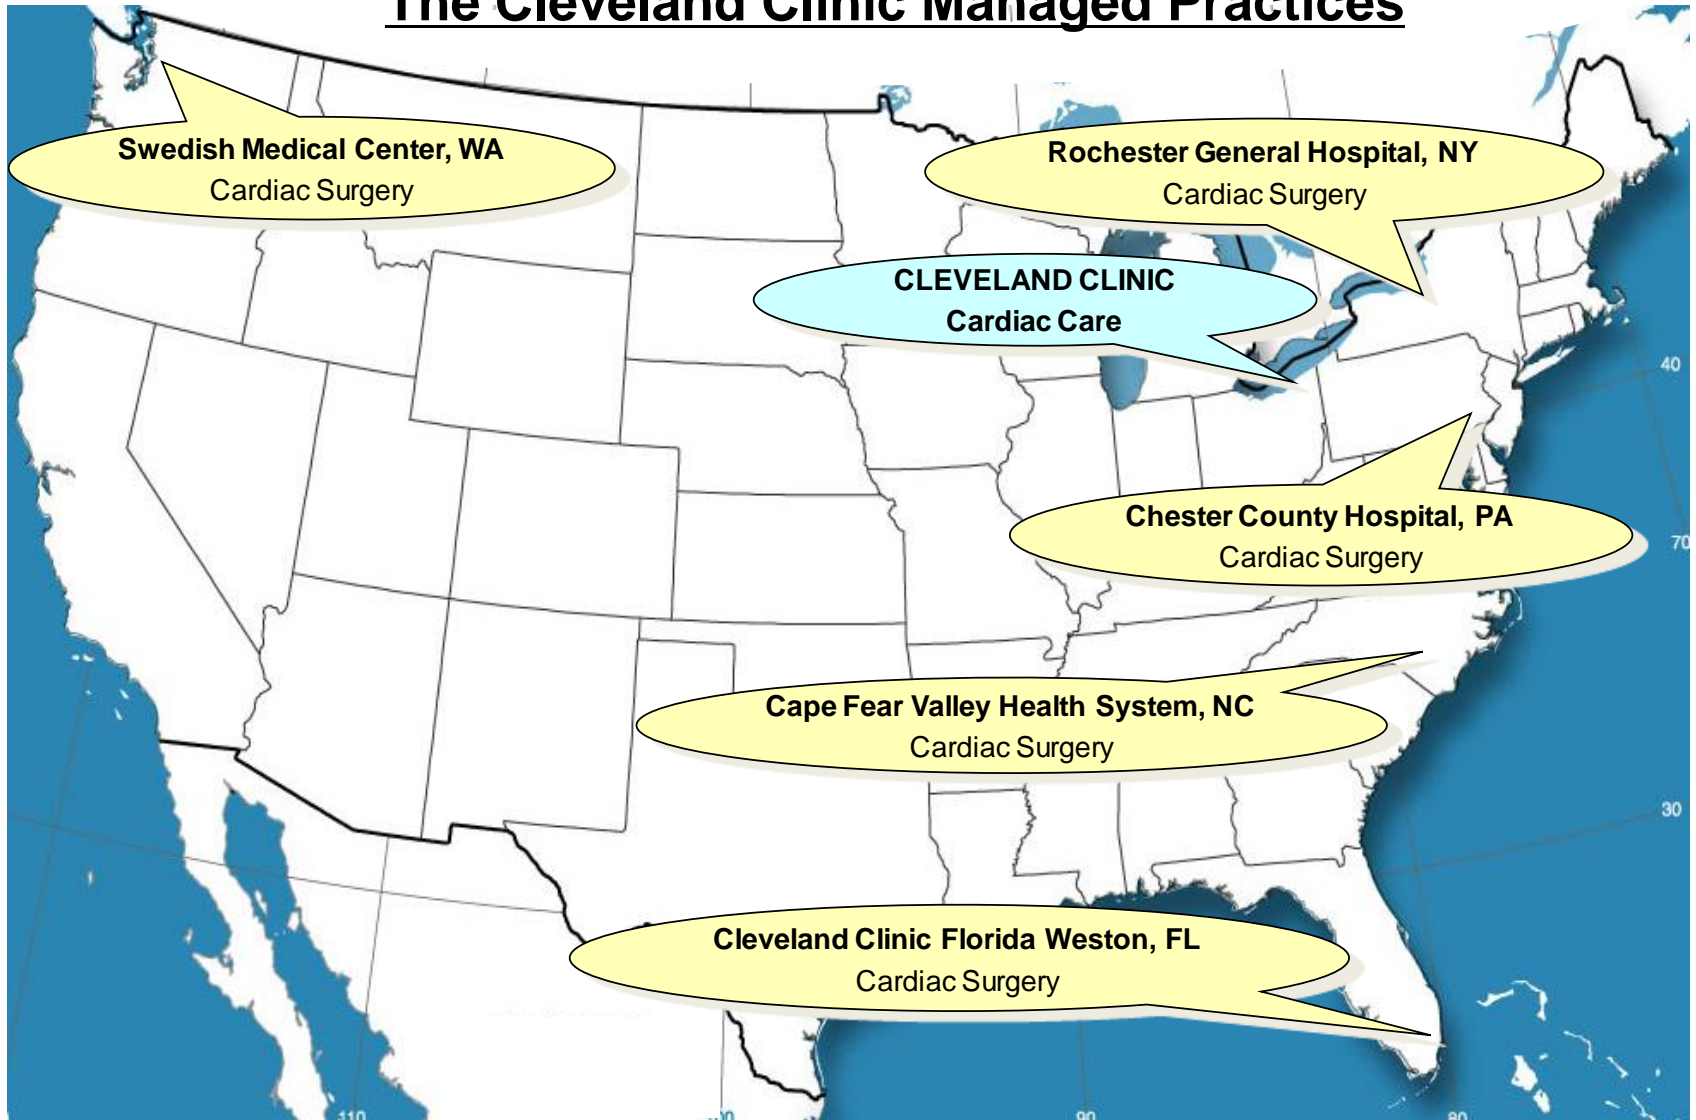 The Cleveland Clinic Managed Practices
Swedish Medical Center, WA
Cardiac Surgery
Rochester General Hospital, NY
Cardiac Surgery
CLEVELAND CLINIC
Cardiac Care
40
Chester County Hospital, PA
Cardiac Surgery
70
Cape Fear Valley Health System, NC
Cardiac Surgery
30
Cleveland Clinic Florida Weston, FL
Cardiac Surgery
110
90
80